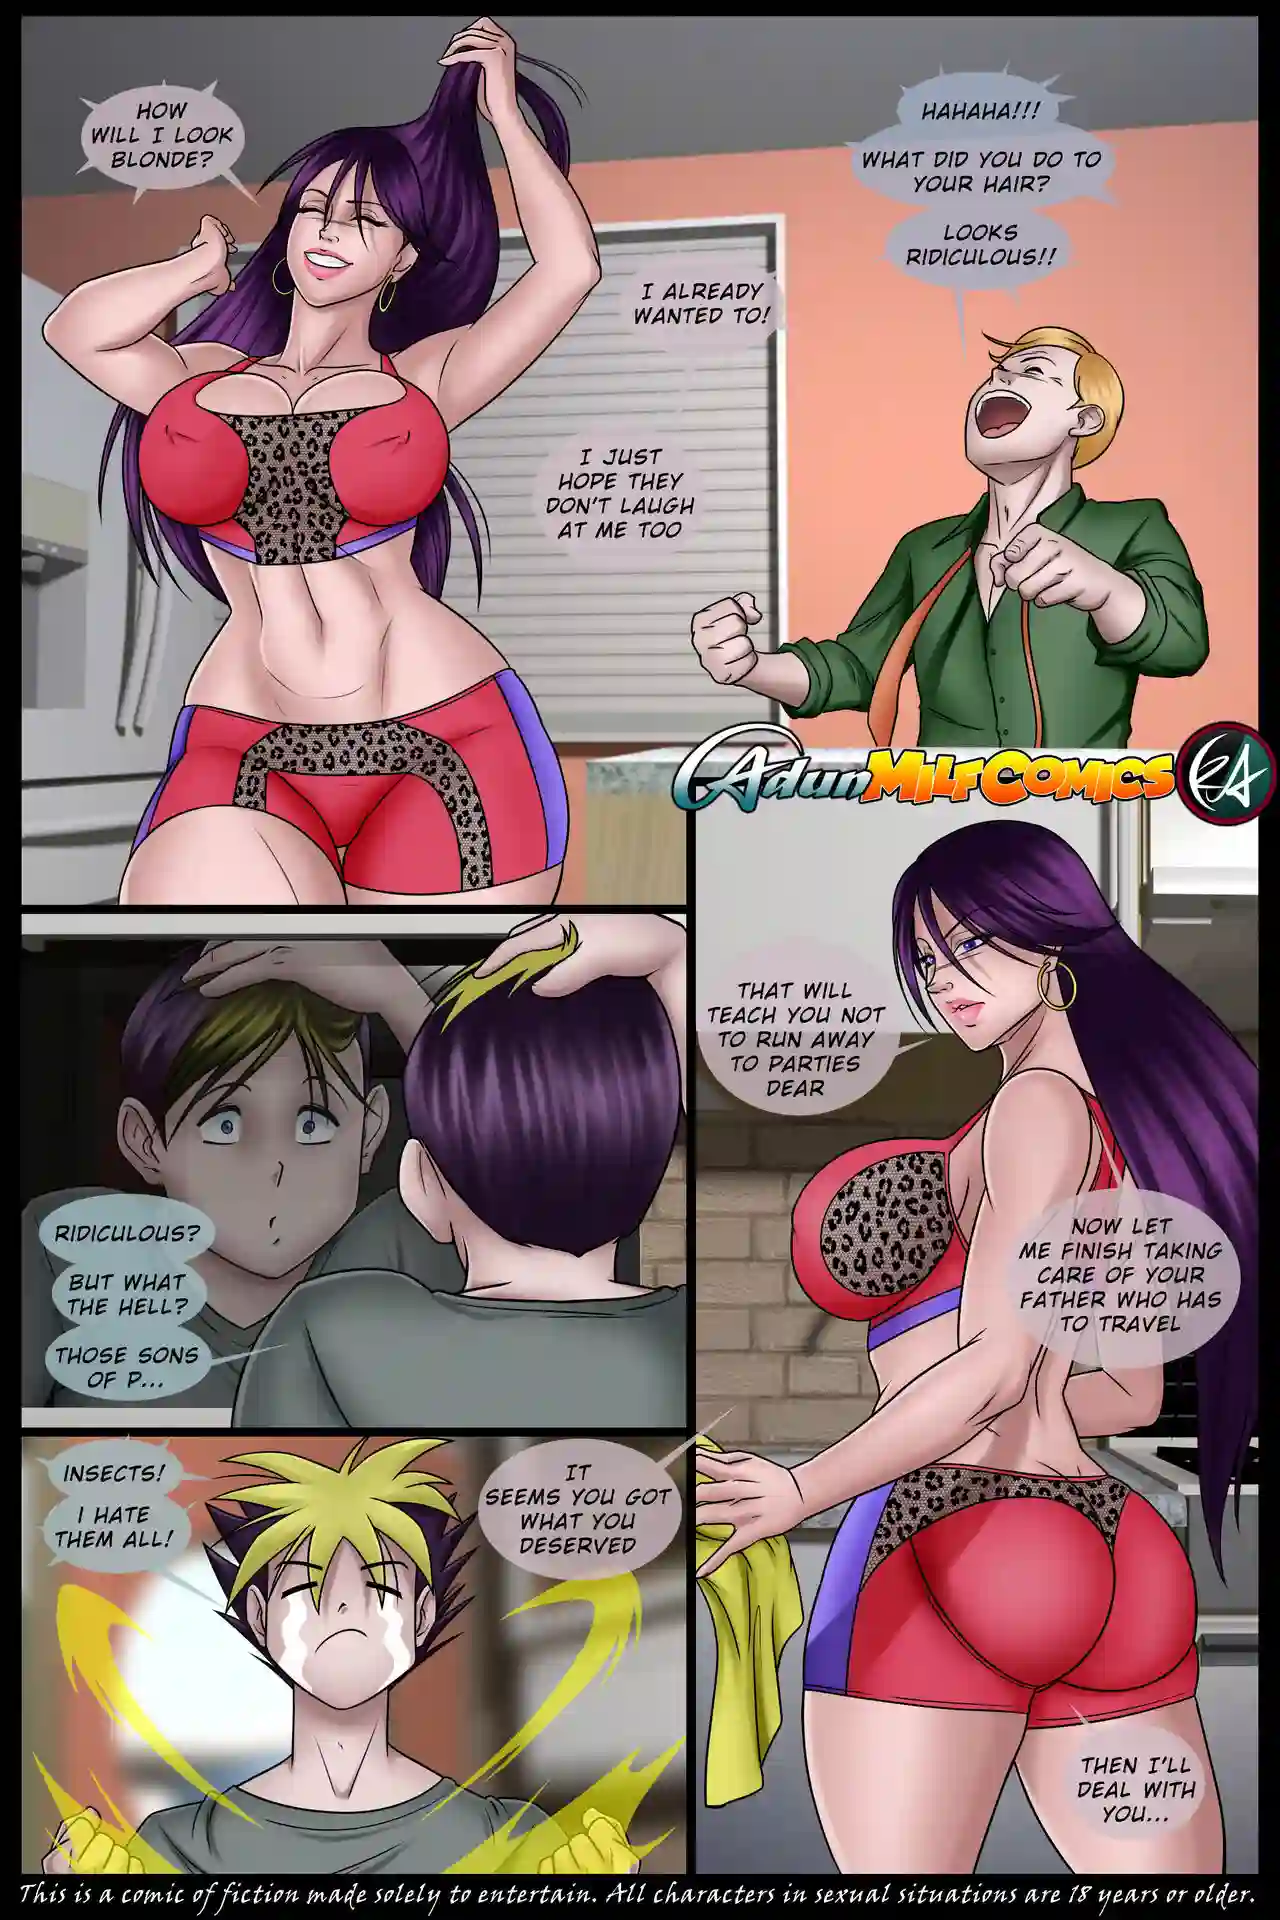 HOW
WILL I LOOK
BLONDE?
HAHAHA!!!
WHAT DID YOU DO TO
YOUR HAIR?
LOOKS
RIDICULOUS!!
I ALREADY
WANTED TO!
I JUST
HOPE THEY
DON'T LAUGH
AT ME TOO
AdunMILFCOMICS
RIDICULOUS?
BUT WHAT
THE HELL?
THOSE SONS
OF P...
THAT WILL
TEACH YOU NOT
TO RUN AWAY
TO PARTIES
DEAR
NOW LET
ME FINISH TAKING
CARE OF YOUR
FATHER WHO HAS
TO TRAVEL
INSECTS!
I HATE
THEM ALL!
IT
SEEMS YOU GOT
WHAT YOU
DESERVED
THEN I'LL
DEAL WITH
YOU...
This is a comic of fiction made solely to entertain. All characters in sexual situations are 18 years or older.